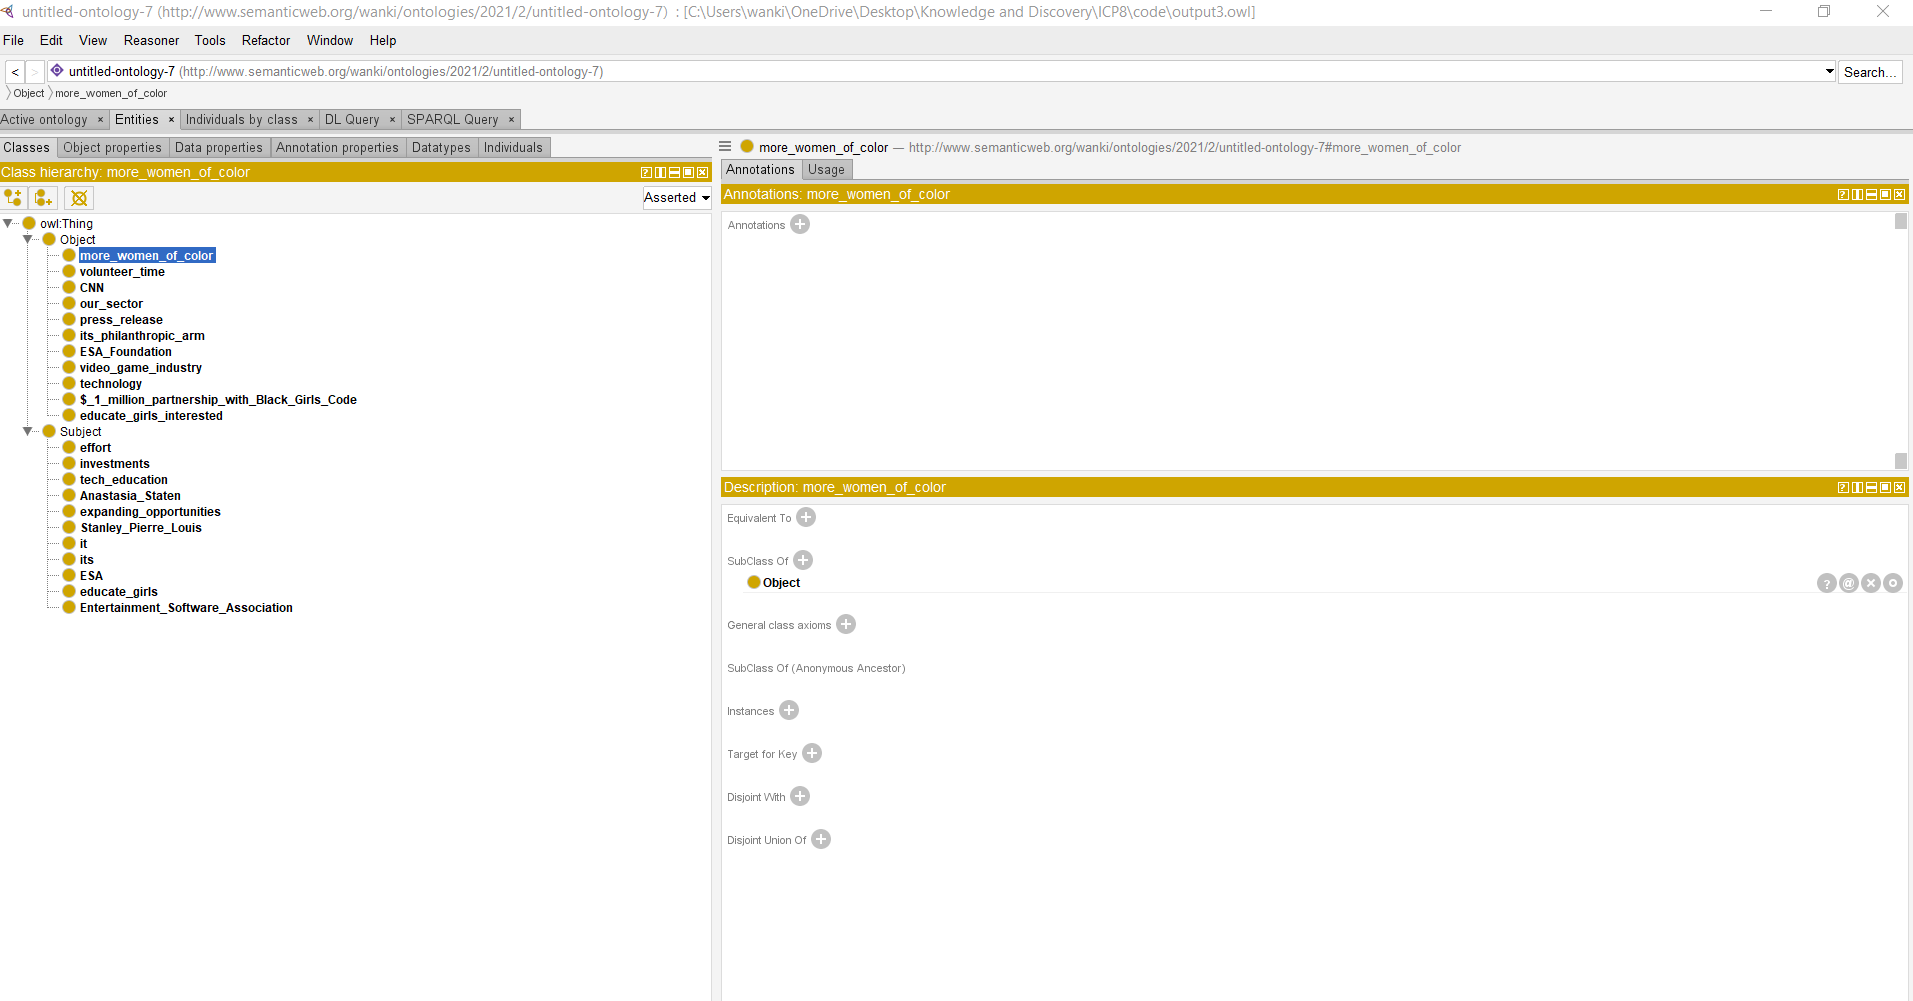 untitled-ontology-7 (http://www.semanticweb.org/wanki/ontologies/2021/2/untitled-ontology-7) : [C:\Users\wanki\OneDrive\Desktop\Knowledge and Discovery\ICP8\code\output3.owl]
File Edit View Reasoner Tools Refactor Window Help
< > untitled-ontology-7 (http://www.semanticweb.org/wanki/ontologies/2021/2/untitled-ontology-7) Search...
Object more_women_of_color
Active ontology × Entities × Individuals by class × DL Query × SPARQL Query ×
Classes Object properties Data properties Annotation properties Datatypes Individuals
Class hierarchy: more_women_of_color
Asserted
owl:Thing
Object
more_women_of_color
volunteer_time
CNN
our_sector
press_release
its_philanthropic_arm
ESA_Foundation
video_game_industry
technology
$_1_million_partnership_with_Black_Girls_Code
educate_girls_interested
Subject
effort
investments
tech_education
Anastasia_Staten
expanding_opportunities
Stanley_Pierre_Louis
it
its
ESA
educate_girls
Entertainment_Software_Association
more_women_of_color — http://www.semanticweb.org/wanki/ontologies/2021/2/untitled-ontology-7#more_women_of_color
Annotations Usage
Annotations: more_women_of_color
Annotations
Description: more_women_of_color
Equivalent To
SubClass Of
Object
General class axioms
SubClass Of (Anonymous Ancestor)
Instances
Target for Key
Disjoint With
Disjoint Union Of